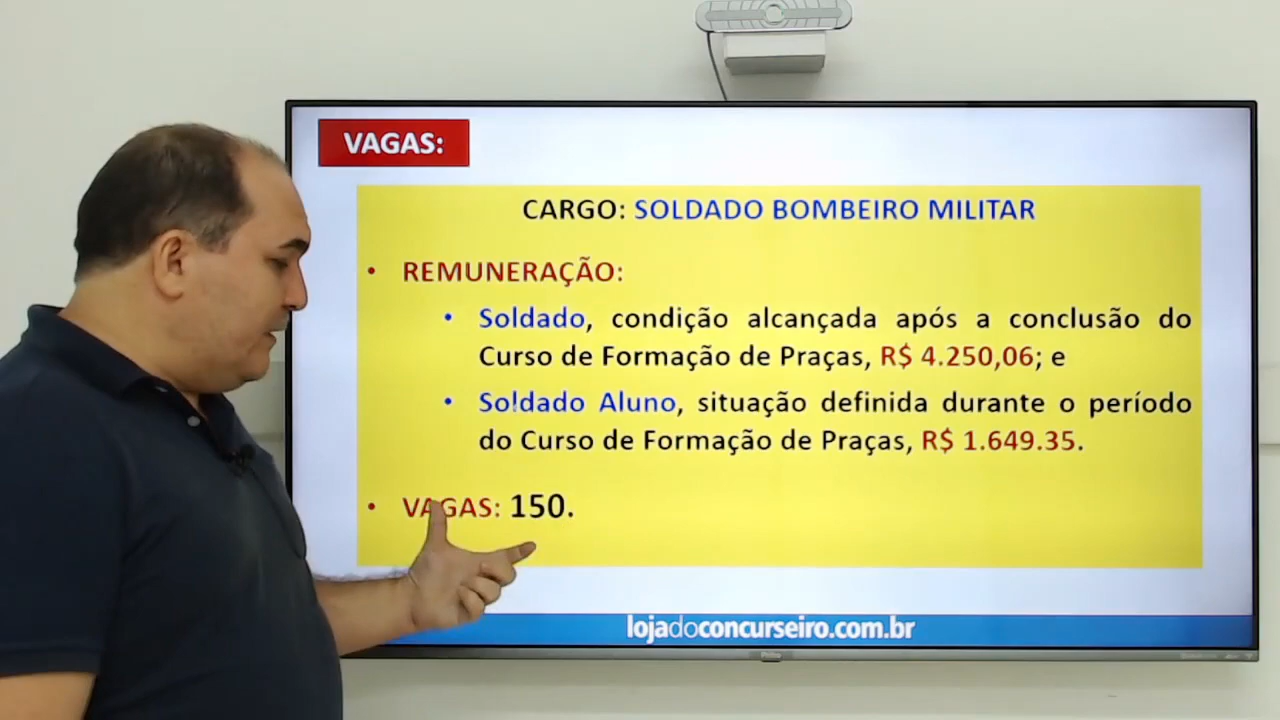 VAGAS:
CARGO: SOLDADO BOMBEIRO MILITAR
• REMUNERAÇÃO:
• Soldado, condição alcançada após a conclusão do
Curso de Formação de Praças, R$ 4.250,06; e
• Soldado Aluno, situação definida durante o período
do Curso de Formação de Praças, R$ 1.649.35.
• VAGAS: 150.
lojadoconcurseiro.com.br
Philco